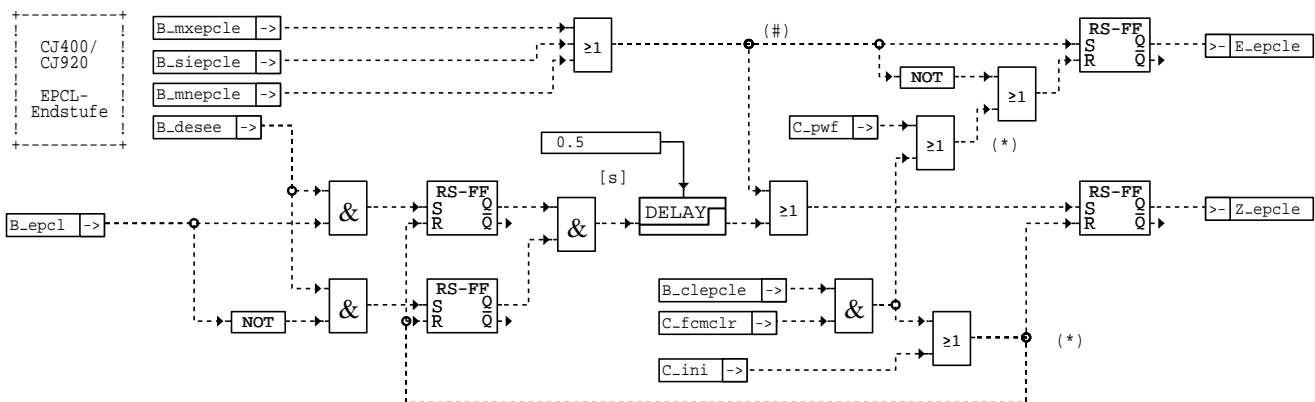 CJ400/
CJ920
EPCL-
Endstufe
B_mxepcle ->
B_siepcle ->
B_mnepcle ->
B_desee ->
≥1
(#)
NOT
≥1
RS-FF
S Q
R Q̅
>- E_epcle
C_pwf ->
≥1
(*)
0.5
[s]
B_epcl ->
&
RS-FF
S Q
R Q̅
&
DELAY
≥1
RS-FF
S Q
R Q̅
>- Z_epcle
NOT
&
RS-FF
S Q
R Q̅
B_clepcle ->
C_fcmclr ->
&
C_ini ->
≥1
(*)